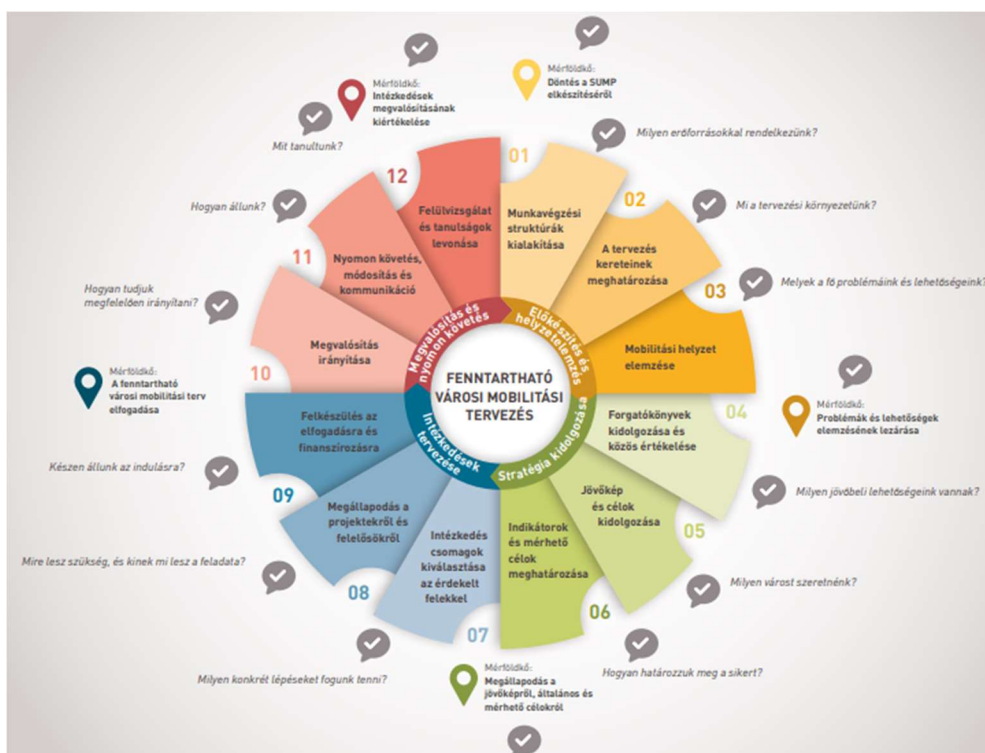 Mérföldkő:
Döntés a SUMP
elkészítéséről
Milyen erőforrásokkal rendelkezünk?
01
Munkavégzési
struktúrák
kialakítása
Mi a tervezési környezetünk?
02
A tervezés
kereteinek
meghatározása
Melyek a fő problémáink és lehetőségeink?
03
Mobilitási helyzet
elemzése
Mérföldkő:
Problémák és lehetőségek
elemzésének lezárása
04
Forgatókönyvek
kidolgozása és
közös értékelése
Milyen jövőbeli lehetőségeink vannak?
05
Jövőkép
és célok
kidolgozása
Milyen várost szeretnénk?
06
Indikátorok
és mérhető
célok
meghatározása
Hogyan határozzuk meg a sikert?
Mérföldkő:
Megállapodás a
jövőképről, általános és
mérhető célokról
07
Intézkedés
csomagok
kiválasztása
az érdekelt
felekkel
Milyen konkrét lépéseket fogunk tenni?
08
Megállapodás a
projektekről és
felelősökről
Mire lesz szükség, és kinek mi lesz a feladata?
09
Felkészülés az
elfogadásra és
finanszírozásra
Készen állunk az indulásra?
Mérföldkő:
A fenntartható
városi mobilitási terv
elfogadása
10
Megvalósítás
irányítása
Hogyan tudjuk
megfelelően irányítani?
11
Nyomon követés,
módosítás és
kommunikáció
Hogyan állunk?
12
Felülvizsgálat
és tanulságok
levonása
Mit tanultunk?
Mérföldkő:
Intézkedések
megvalósításának
kiértékelése
Előkészítés és
helyzetelemzés
Stratégia kidolgozása
Intézkedések
tervezése
Megvalósítás és
nyomon követés
FENNTARTHATÓ
VÁROSI MOBILITÁSI
TERVEZÉS